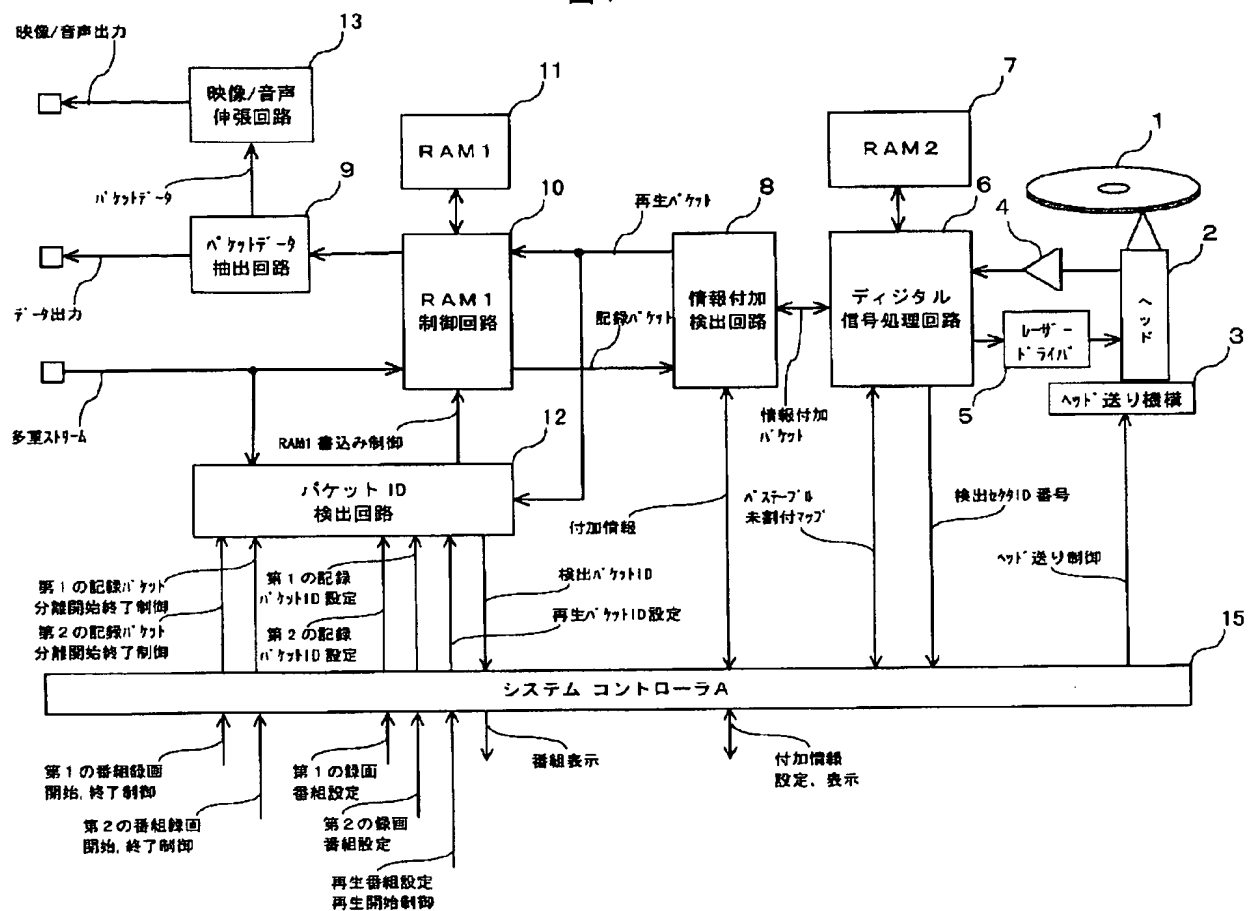 映像/音声出力
13
映像/音声
伸張回路
11
RAM1
7
RAM2
1
パケットデータ
9
パケットデータ
抽出回路
データ出力
10
RAM1
制御回路
再生パケット
8
情報付加
検出回路
記録パケット
6
ディジタル
信号処理回路
4
2
ヘッド
レーザー
ドライバ
5
3
ヘッド送り機構
多重ストリーム
RAM1書込み制御
12
パケットID
検出回路
情報付加
パケット
付加情報
パステーブル
未割付マップ
検出セクタID番号
ヘッド送り制御
第1の記録パケット
分離開始終了制御
第2の記録パケット
分離開始終了制御
第1の記録
パケットID設定
第2の記録
パケットID設定
検出パケットID
再生パケットID設定
15
システム コントローラA
第1の番組録画
開始,終了制御
第2の番組録画
開始,終了制御
第1の録画
番組設定
第2の録画
番組設定
再生番組設定
再生開始制御
番組表示
付加情報
設定、表示